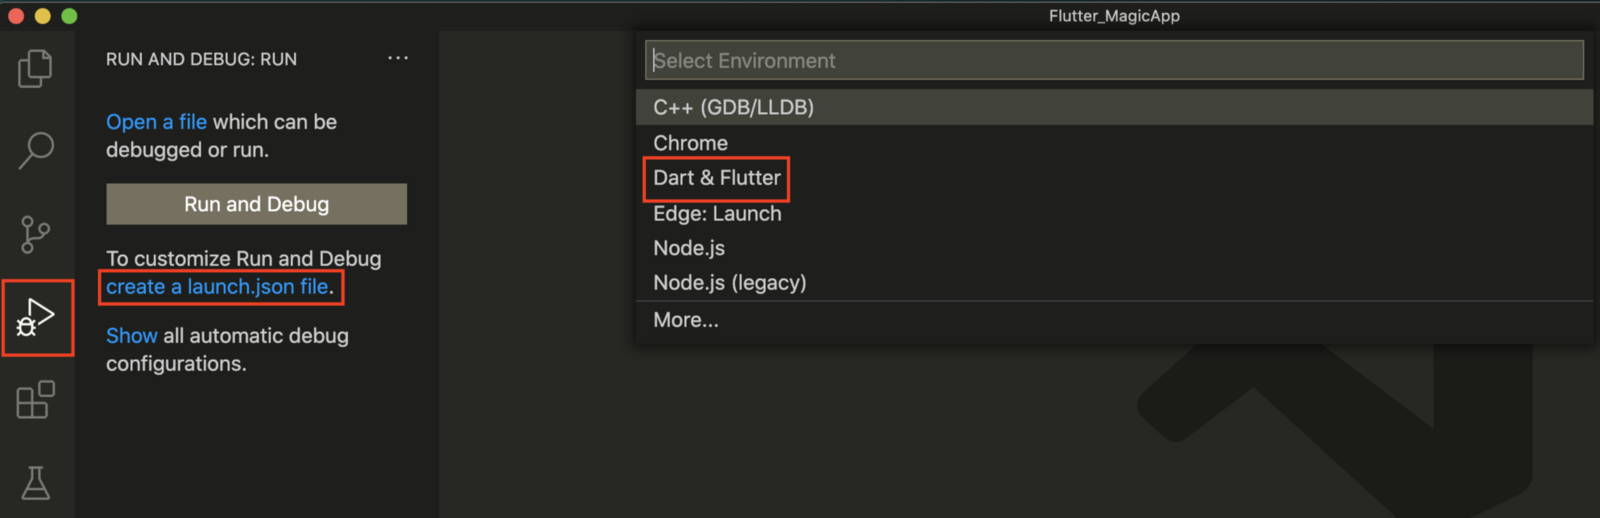 Flutter_MagicApp
RUN AND DEBUG: RUN
...
Open a file which can be
debugged or run.
Run and Debug
To customize Run and Debug
create a launch.json file.
Show all automatic debug
configurations.
Select Environment
C++ (GDB/LLDB)
Chrome
Dart & Flutter
Edge: Launch
Node.js
Node.js (legacy)
More...